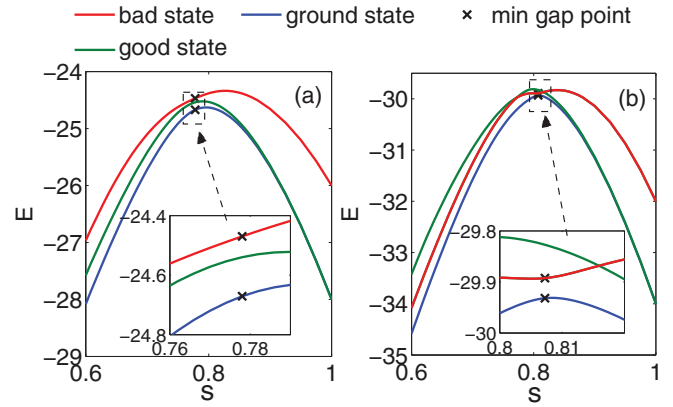 bad state ground state × min gap point
good state
(a)
−24
−25
−26
−27
−28
−29
E
0.6 0.8 1
s
−24.4
−24.6
−24.8
0.76 0.78
(b)
−30
−31
−32
−33
−34
−35
E
0.6 0.8 1
s
−29.8
−29.9
−30
0.8 0.81